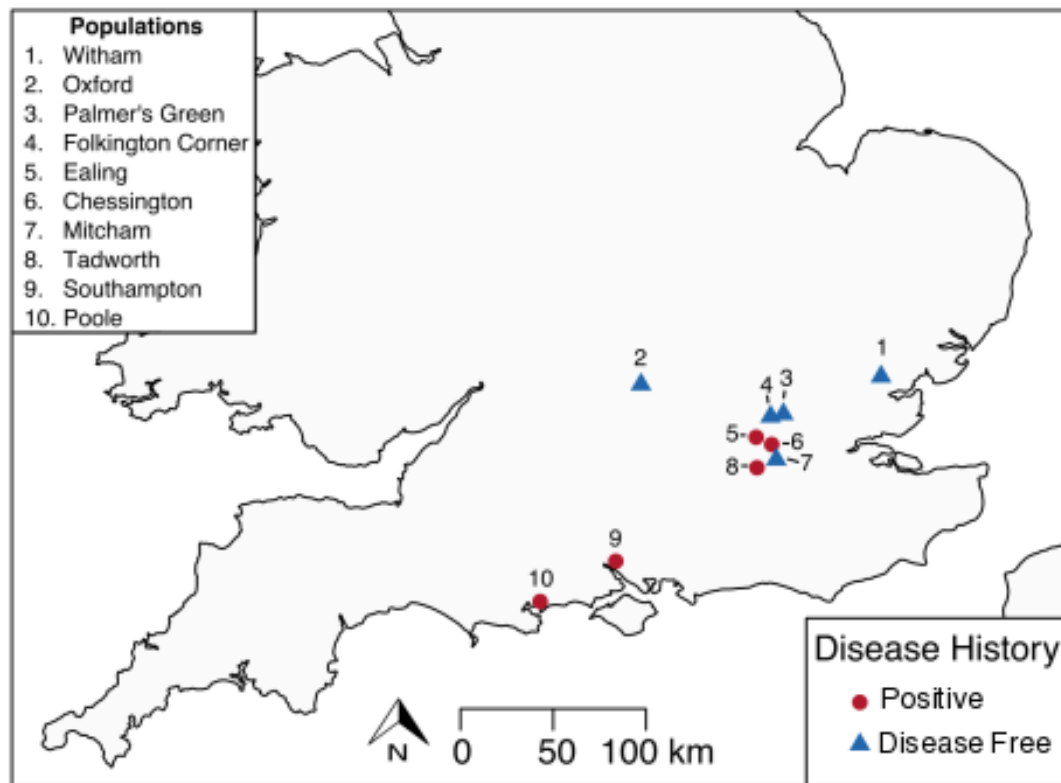 Populations
1. Witham
2. Oxford
3. Palmer's Green
4. Folkington Corner
5. Ealing
6. Chessington
7. Mitcham
8. Tadworth
9. Southampton
10. Poole
1
2
4 3
5
6
8
7
9
10
N
0 50 100 km
Disease History
Positive
Disease Free